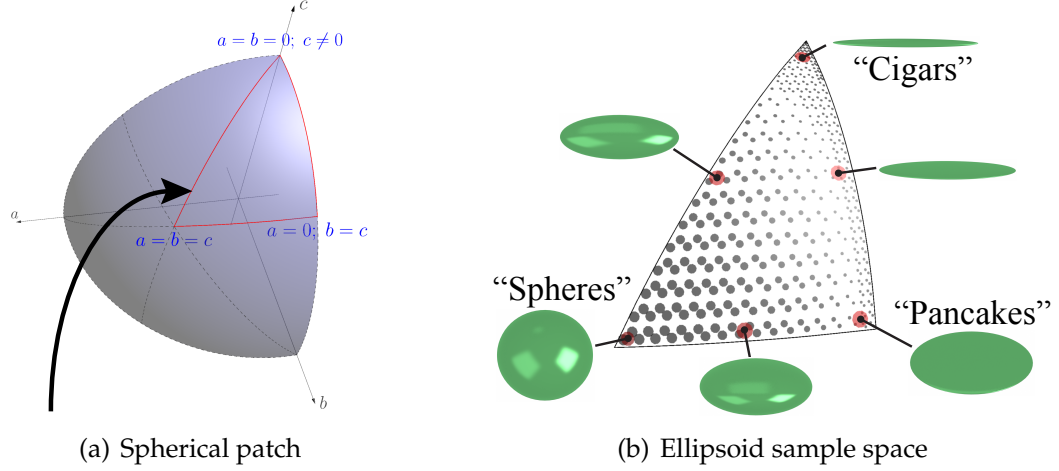 c
a = b = 0; c ≠ 0
a
a = b = c
a = 0; b = c
b
(a) Spherical patch
“Cigars”
“Spheres”
“Pancakes”
(b) Ellipsoid sample space